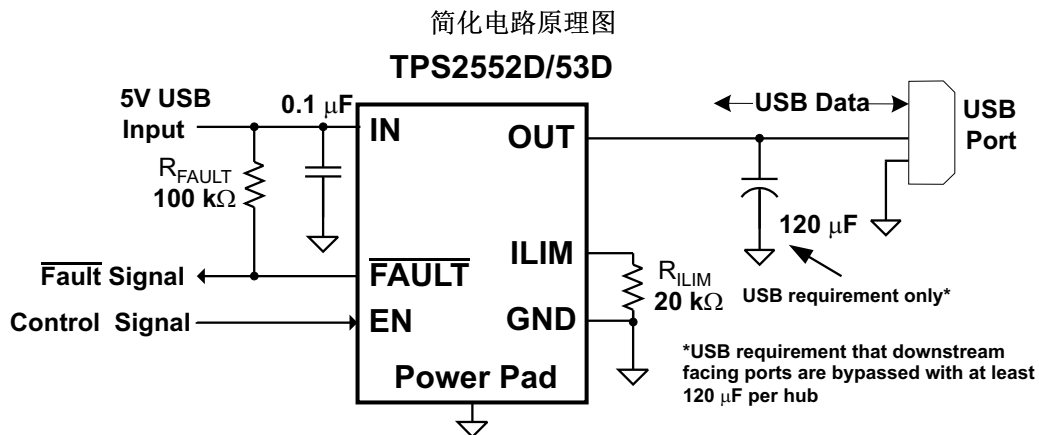 简化电路原理图
TPS2552D/53D
5V USB
Input
0.1 μF
IN
OUT
USB Data
USB
Port
RFAULT
100 kΩ
120 μF
Fault Signal
FAULT
ILIM
RILIM
20 kΩ
USB requirement only*
Control Signal
EN
GND
Power Pad
*USB requirement that downstream
facing ports are bypassed with at least
120 μF per hub